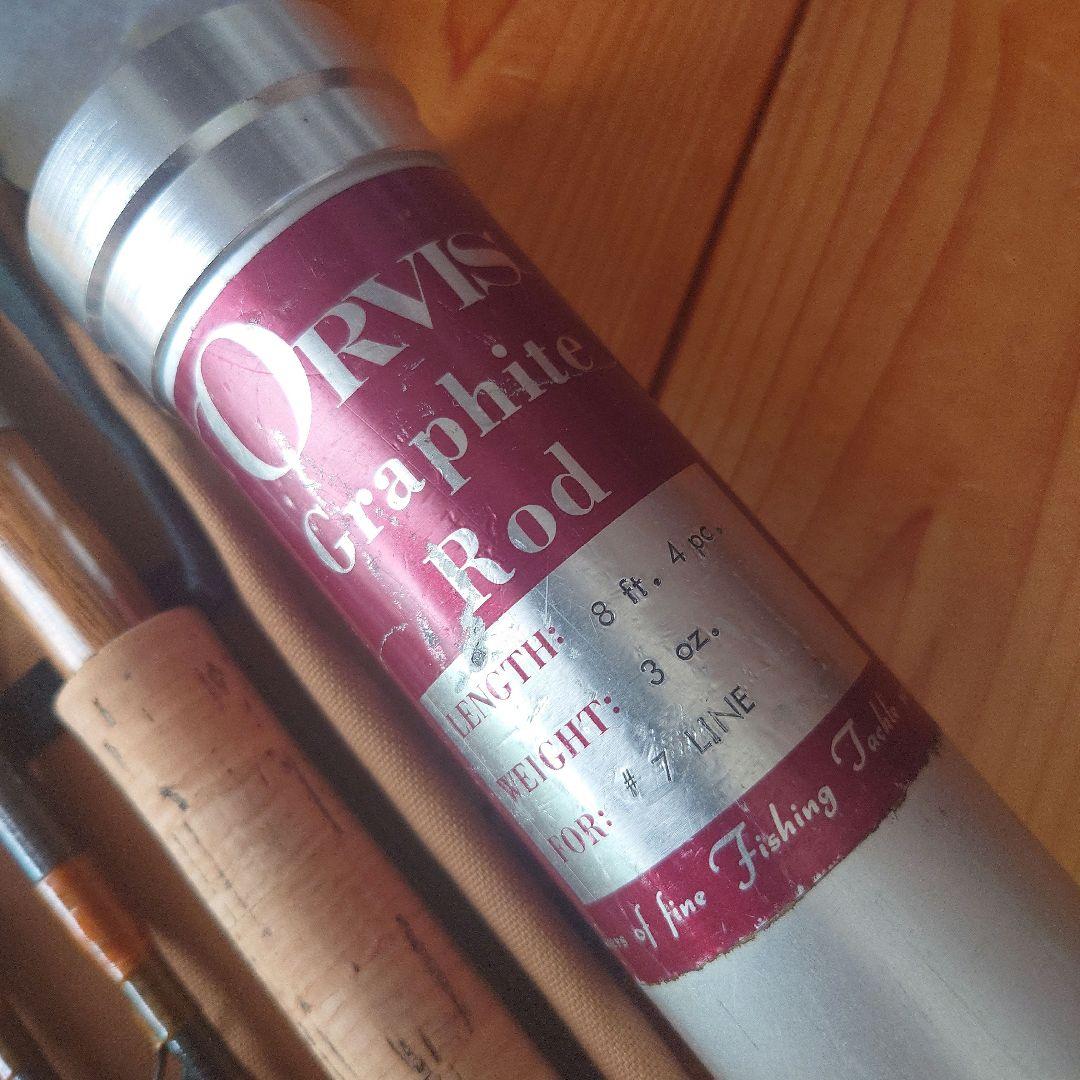 ORVIS
Graphite
Rod
LENGTH: 8 ft. 4 pc.
WEIGHT: 3 oz.
FOR: # 7 LINE
of fine Fishing Tackle